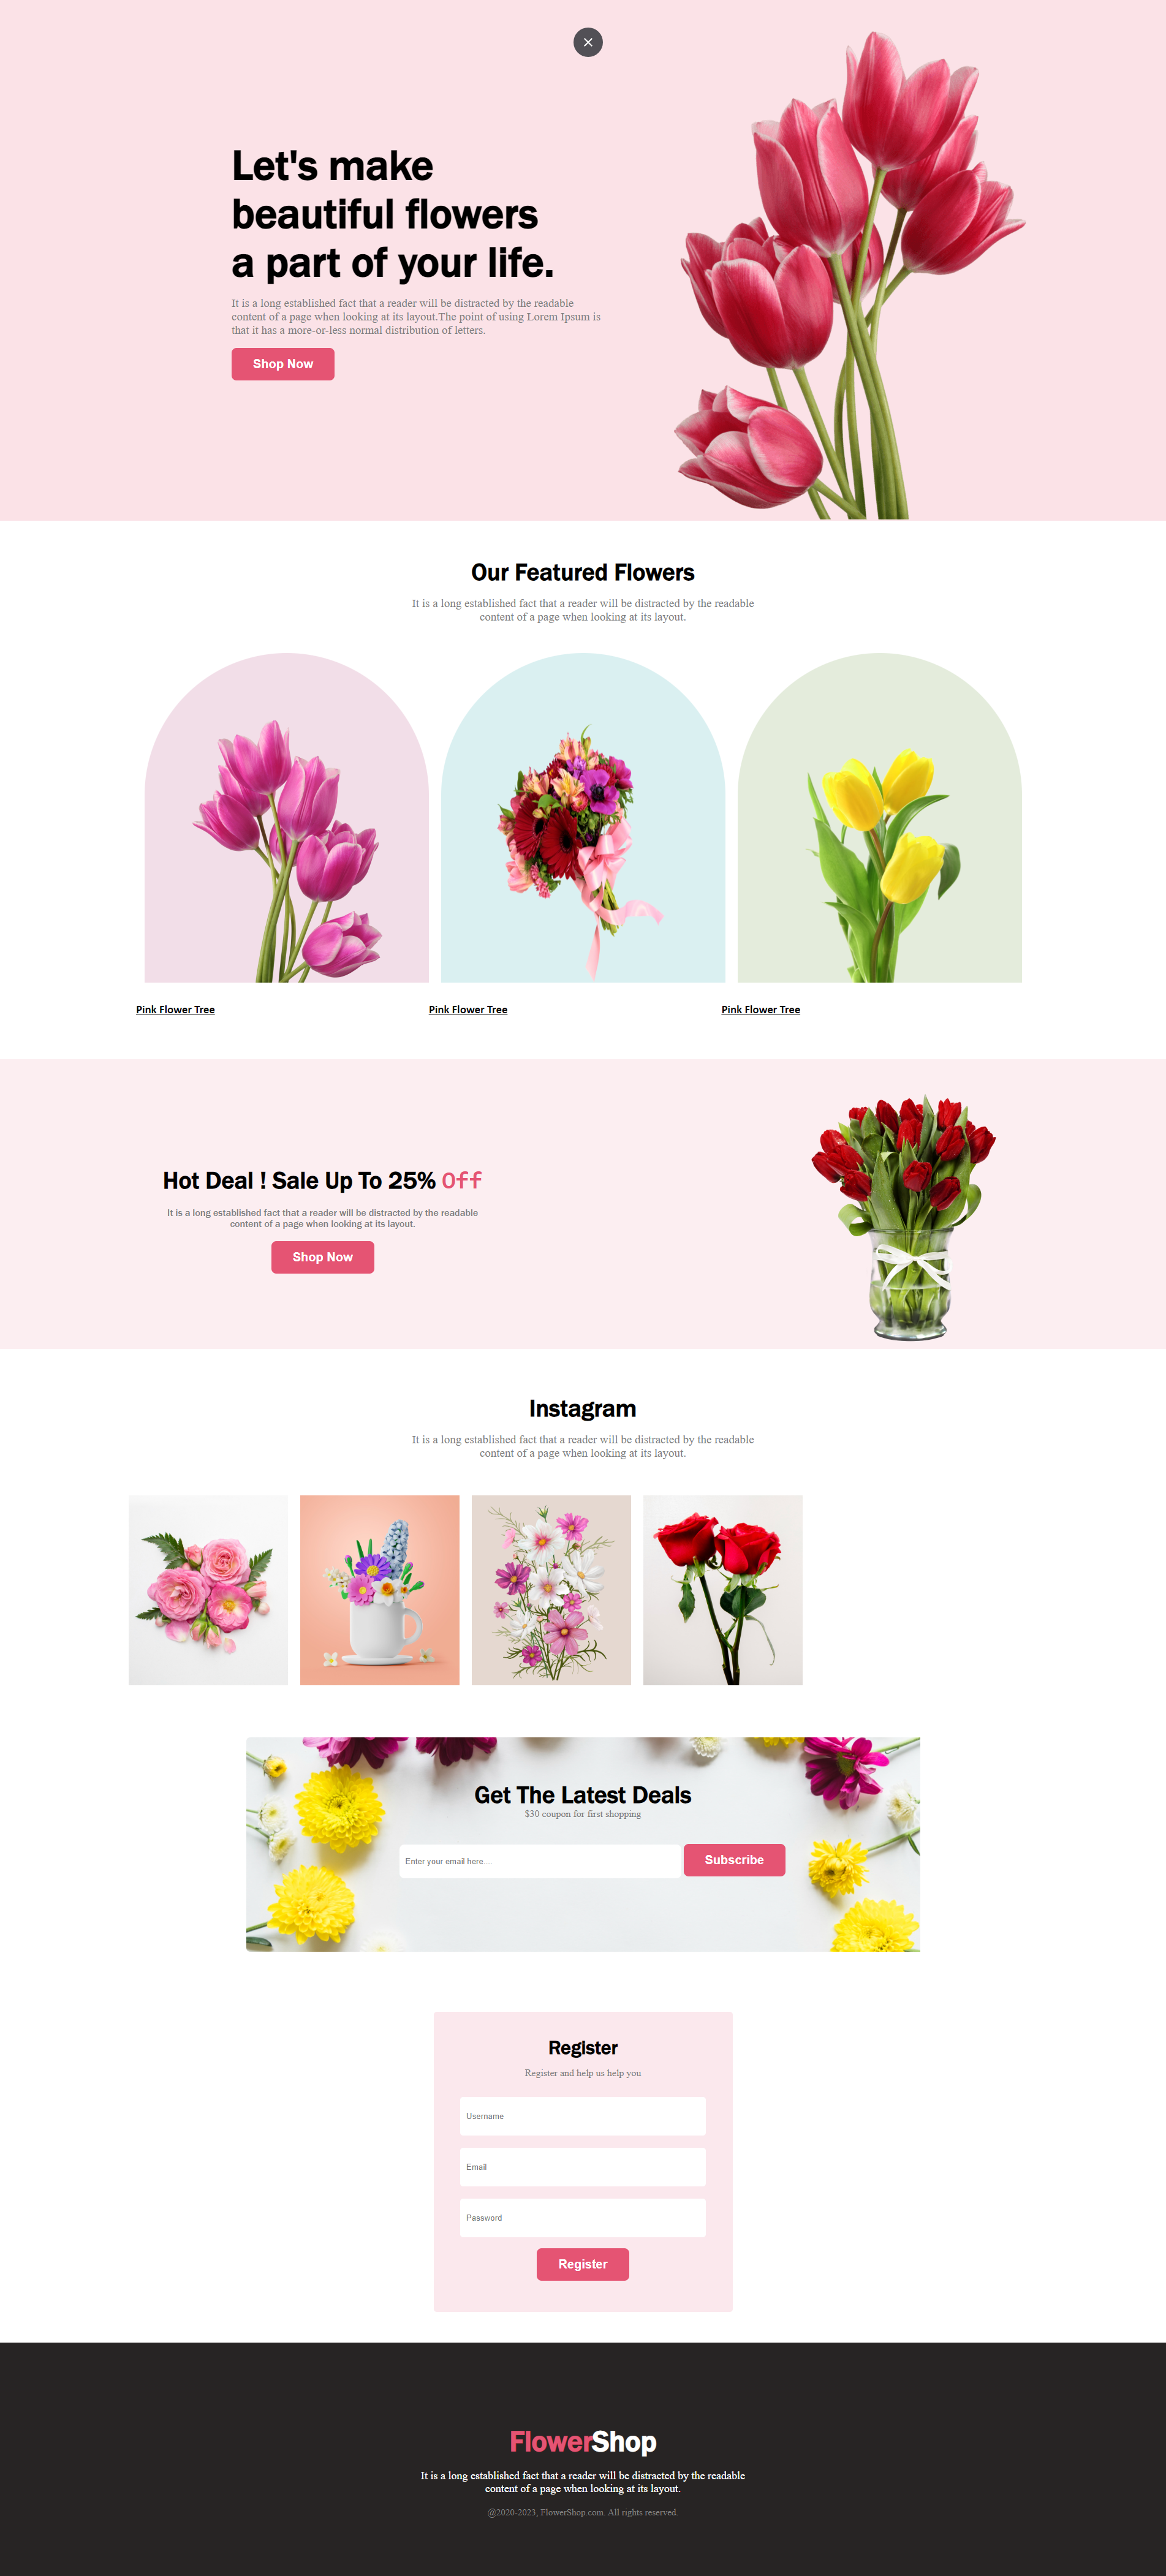 Let's make
beautiful flowers
a part of your life.
It is a long established fact that a reader will be distracted by the readable
content of a page when looking at its layout.The point of using Lorem Ipsum is
that it has a more-or-less normal distribution of letters.
Shop Now
Our Featured Flowers
It is a long established fact that a reader will be distracted by the readable
content of a page when looking at its layout.
Pink Flower Tree
Pink Flower Tree
Pink Flower Tree
Hot Deal ! Sale Up To 25% Off
It is a long established fact that a reader will be distracted by the readable
content of a page when looking at its layout.
Shop Now
Instagram
It is a long established fact that a reader will be distracted by the readable
content of a page when looking at its layout.
Get The Latest Deals
$30 coupon for first shopping
Enter your email here....
Subscribe
Register
Register and help us help you
Username
Email
Password
Register
FlowerShop
It is a long established fact that a reader will be distracted by the readable
content of a page when looking at its layout.
@2020-2023, FlowerShop.com. All rights reserved.